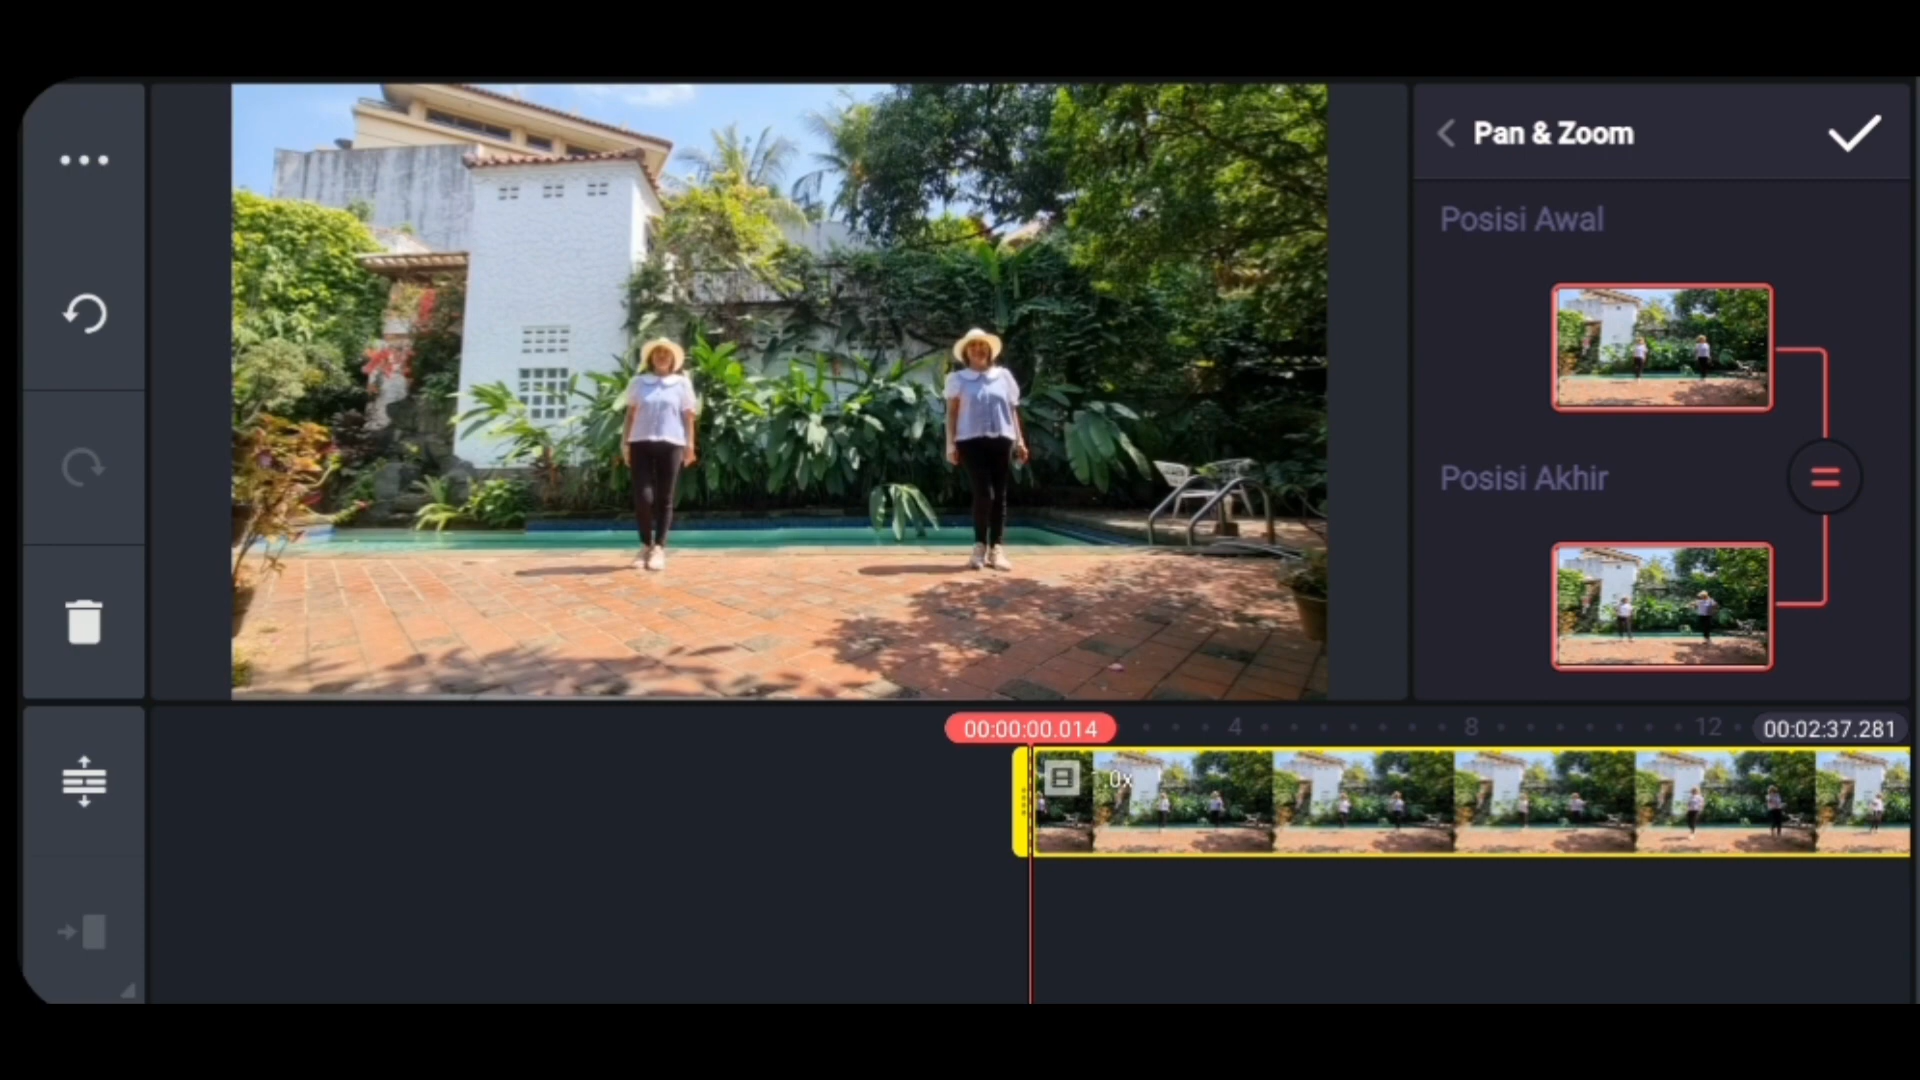 Pan & Zoom
Posisi Awal
Posisi Akhir
00:00:00.014
4
8
12
00:02:37.281
.0x